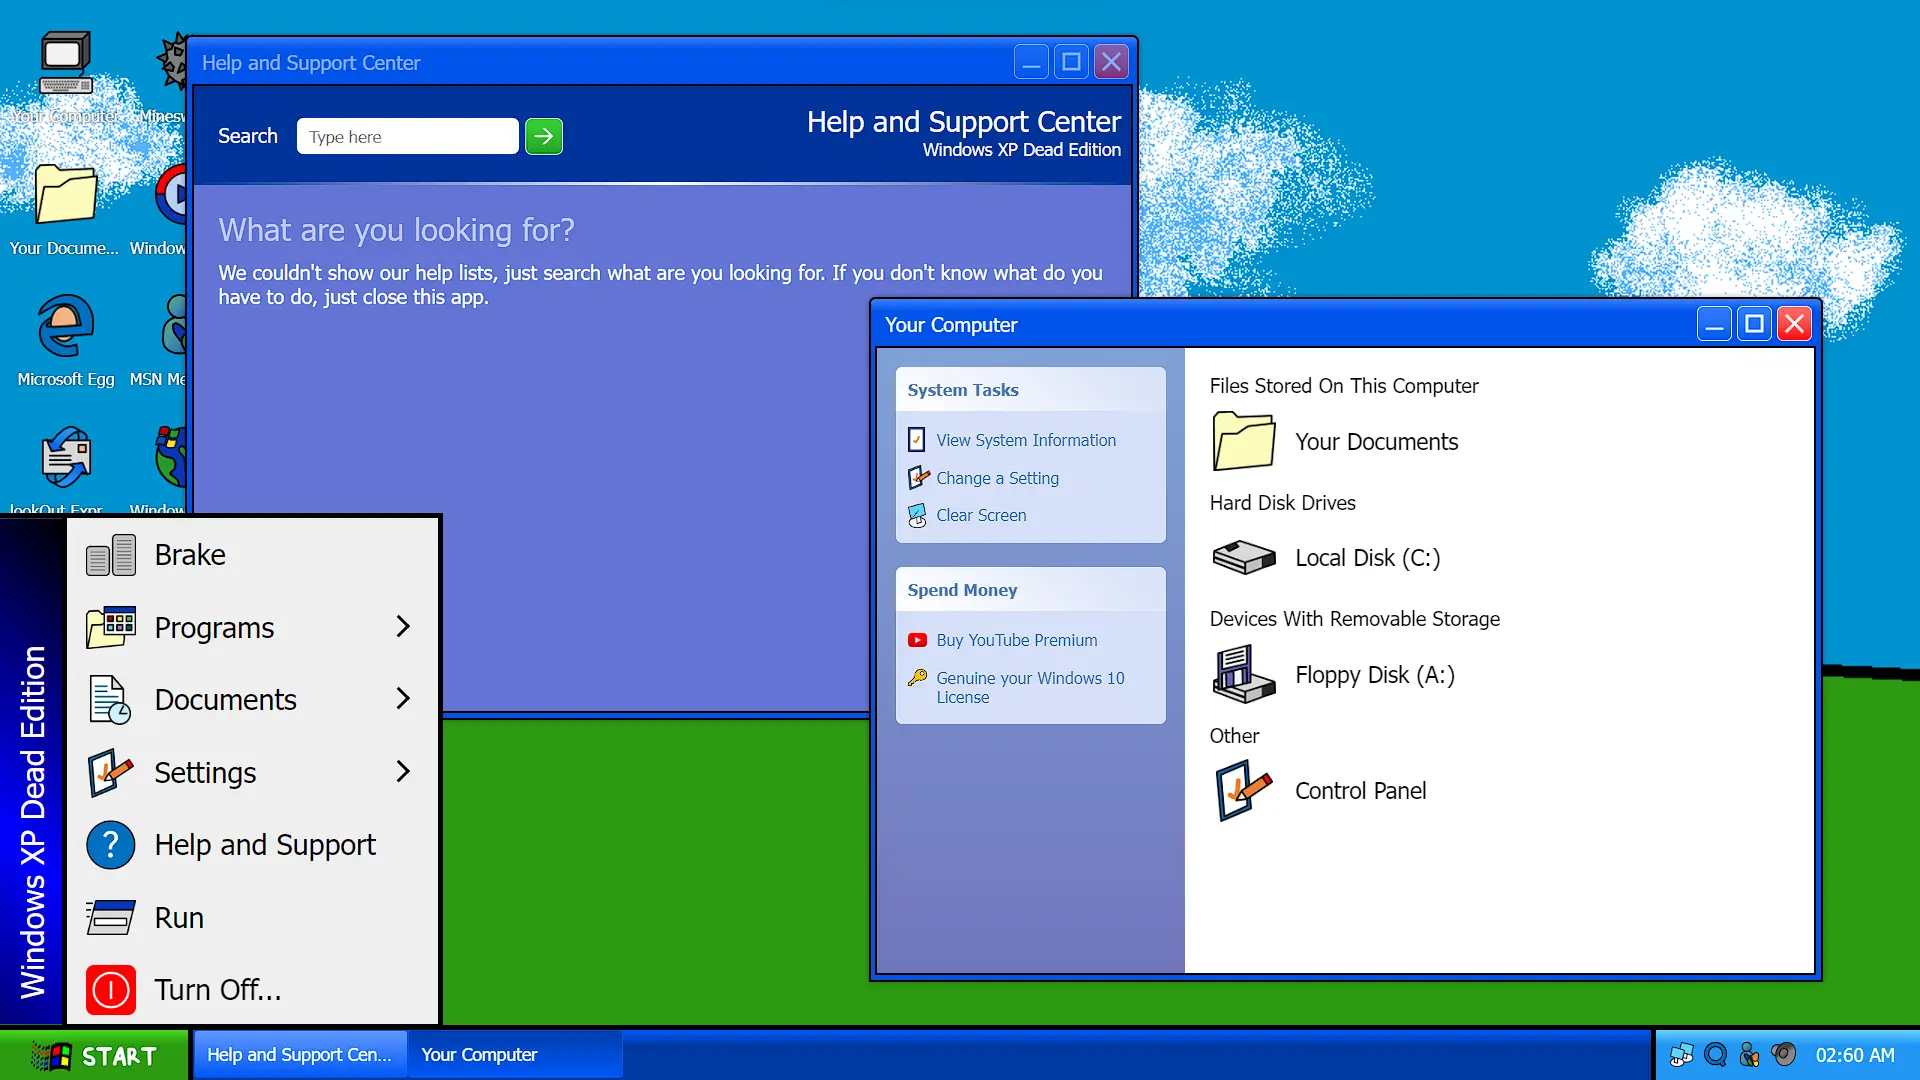 Your Computer
Minesw
Your Docume...
Window
Microsoft Egg
MSN Me
lookOut Expr
Window
Help and Support Center
Search
Type here
Help and Support Center
Windows XP Dead Edition
What are you looking for?
We couldn't show our help lists, just search what are you looking for. If you don't know what do you
have to do, just close this app.
Your Computer
System Tasks
View System Information
Change a Setting
Clear Screen
Spend Money
Buy YouTube Premium
Genuine your Windows 10
License
Files Stored On This Computer
Your Documents
Hard Disk Drives
Local Disk (C:)
Devices With Removable Storage
Floppy Disk (A:)
Other
Control Panel
Windows XP Dead Edition
Brake
Programs
Documents
Settings
Help and Support
Run
Turn Off...
START
Help and Support Cen...
Your Computer
02:60 AM